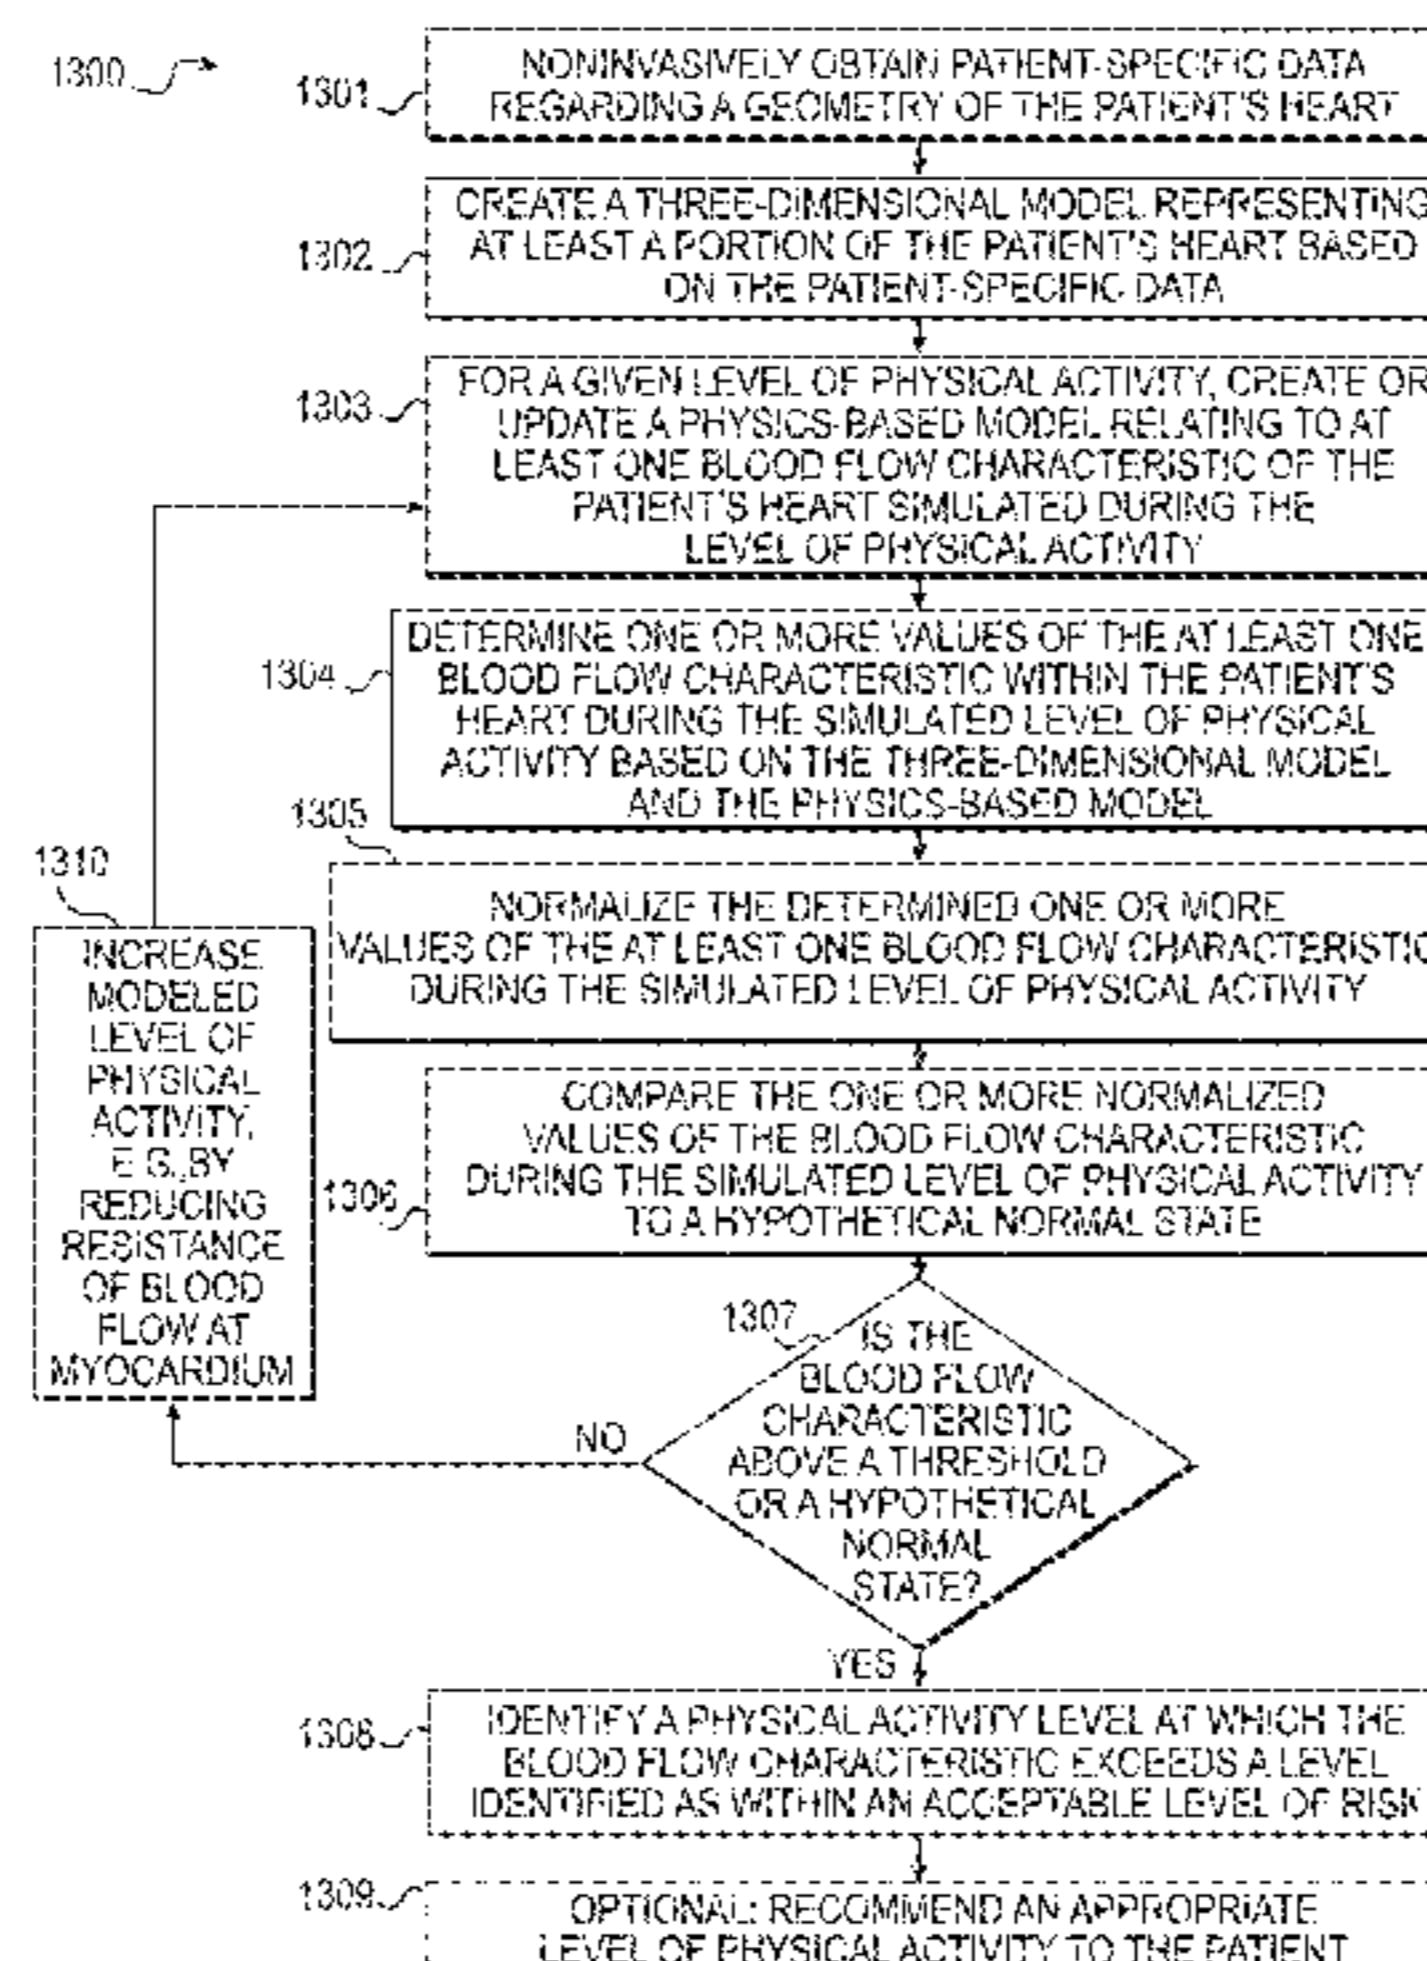 1300
1301
NONINVASIVELY OBTAIN PATIENT-SPECIFIC DATA
REGARDING A GEOMETRY OF THE PATIENT'S HEART
1302
CREATE A THREE-DIMENSIONAL MODEL REPRESENTING
AT LEAST A PORTION OF THE PATIENT'S HEART BASED
ON THE PATIENT-SPECIFIC DATA
1303
FOR A GIVEN LEVEL OF PHYSICAL ACTIVITY, CREATE OR
UPDATE A PHYSICS-BASED MODEL RELATING TO AT
LEAST ONE BLOOD FLOW CHARACTERISTIC OF THE
PATIENT'S HEART SIMULATED DURING THE
LEVEL OF PHYSICAL ACTIVITY
1304
DETERMINE ONE OR MORE VALUES OF THE AT LEAST ONE
BLOOD FLOW CHARACTERISTIC WITHIN THE PATIENT'S
HEART DURING THE SIMULATED LEVEL OF PHYSICAL
ACTIVITY BASED ON THE THREE-DIMENSIONAL MODEL
AND THE PHYSICS-BASED MODEL
1305
NORMALIZE THE DETERMINED ONE OR MORE
VALUES OF THE AT LEAST ONE BLOOD FLOW CHARACTERISTIC
DURING THE SIMULATED LEVEL OF PHYSICAL ACTIVITY
1306
COMPARE THE ONE OR MORE NORMALIZED
VALUES OF THE BLOOD FLOW CHARACTERISTIC
DURING THE SIMULATED LEVEL OF PHYSICAL ACTIVITY
TO A HYPOTHETICAL NORMAL STATE
1307
IS THE
BLOOD FLOW
CHARACTERISTIC
ABOVE A THRESHOLD
OR A HYPOTHETICAL
NORMAL
STATE?
NO
1310
INCREASE
MODELED
LEVEL OF
PHYSICAL
ACTIVITY,
E.G., BY
REDUCING
RESISTANCE
OF BLOOD
FLOW AT
MYOCARDIUM
YES
1308
IDENTIFY A PHYSICAL ACTIVITY LEVEL AT WHICH THE
BLOOD FLOW CHARACTERISTIC EXCEEDS A LEVEL
IDENTIFIED AS WITHIN AN ACCEPTABLE LEVEL OF RISK
1309
OPTIONAL: RECOMMEND AN APPROPRIATE
LEVEL OF PHYSICAL ACTIVITY TO THE PATIENT